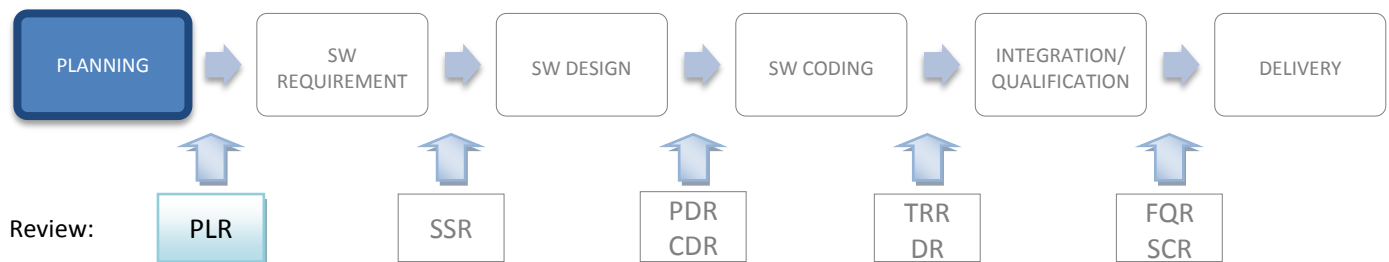 PLANNING
SW
REQUIREMENT
SW DESIGN
SW CODING
INTEGRATION/
QUALIFICATION
DELIVERY
Review:
PLR
SSR
PDR
CDR
TRR
DR
FQR
SCR